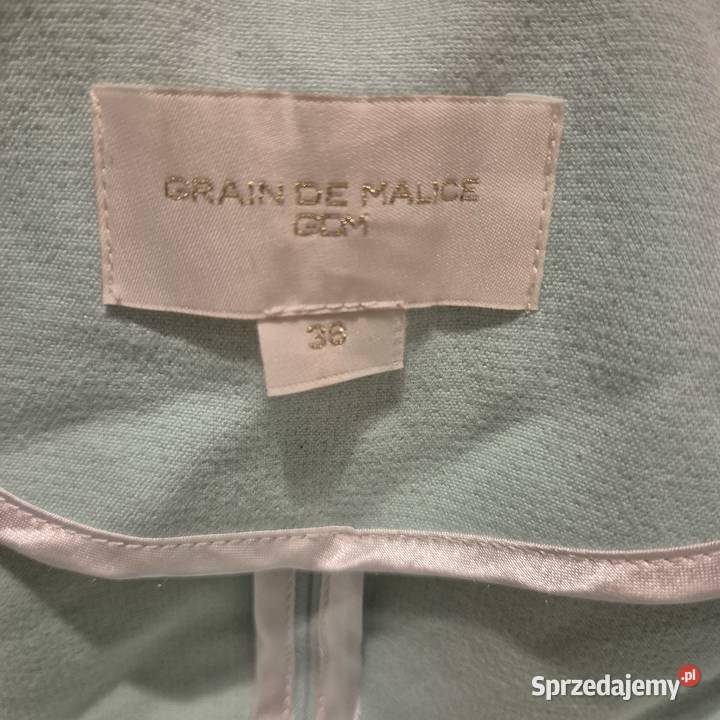 GRAIN DE MALICE
GDM
36
Sprzedajemy.pl